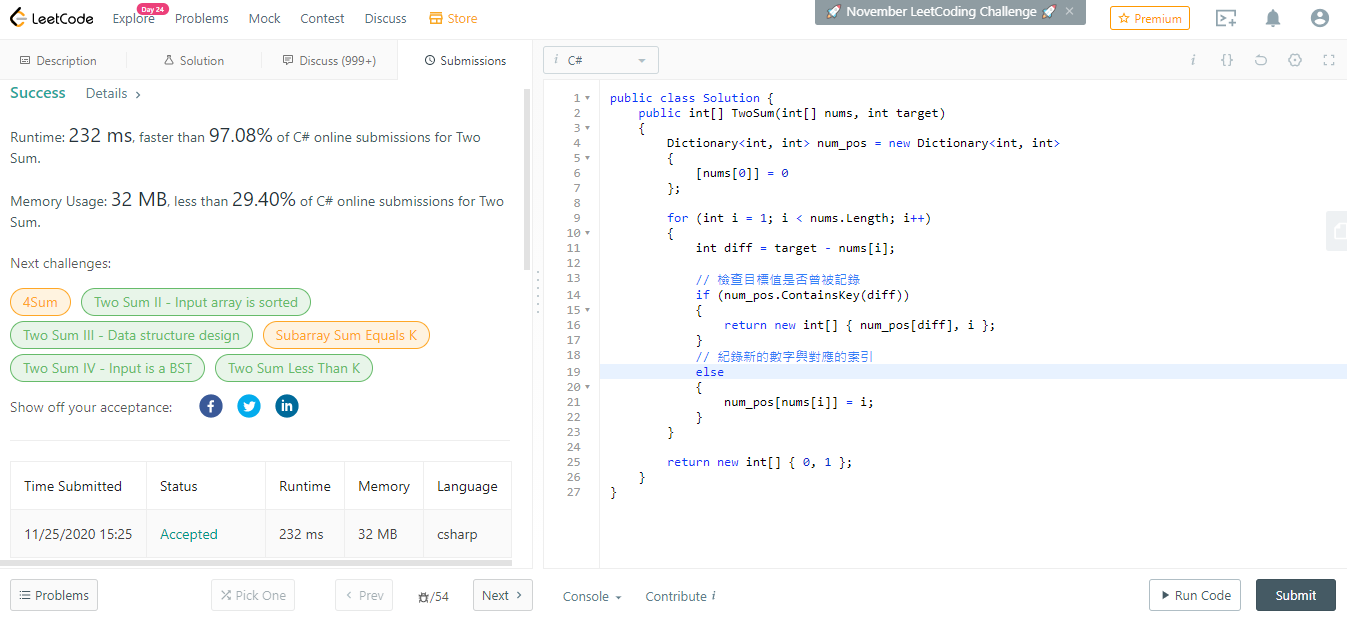 LeetCode
Explore
Day 24
Problems
Mock
Contest
Discuss
Store
🚀 November LeetCoding Challenge 🚀 ×
Premium
Description
Solution
Discuss (999+)
Submissions
i C#
Success Details >
Runtime: 232 ms, faster than 97.08% of C# online submissions for Two
Sum.
Memory Usage: 32 MB, less than 29.40% of C# online submissions for Two
Sum.
Next challenges:
4Sum
Two Sum II - Input array is sorted
Two Sum III - Data structure design
Subarray Sum Equals K
Two Sum IV - Input is a BST
Two Sum Less Than K
Show off your acceptance:
Time Submitted Status Runtime Memory Language
11/25/2020 15:25 Accepted 232 ms 32 MB csharp
1 public class Solution {
2 public int[] TwoSum(int[] nums, int target)
3 {
4 Dictionary<int, int> num_pos = new Dictionary<int, int>
5 {
6 [nums[0]] = 0
7 };
8
9 for (int i = 1; i < nums.Length; i++)
10 {
11 int diff = target - nums[i];
12
13 // 檢查目標值是否曾被記錄
14 if (num_pos.ContainsKey(diff))
15 {
16 return new int[] { num_pos[diff], i };
17 }
18 // 紀錄新的數字與對應的索引
19 else
20 {
21 num_pos[nums[i]] = i;
22 }
23 }
24
25 return new int[] { 0, 1 };
26 }
27 }
Problems
Pick One
< Prev
/54
Next >
Console
Contribute i
Run Code
Submit